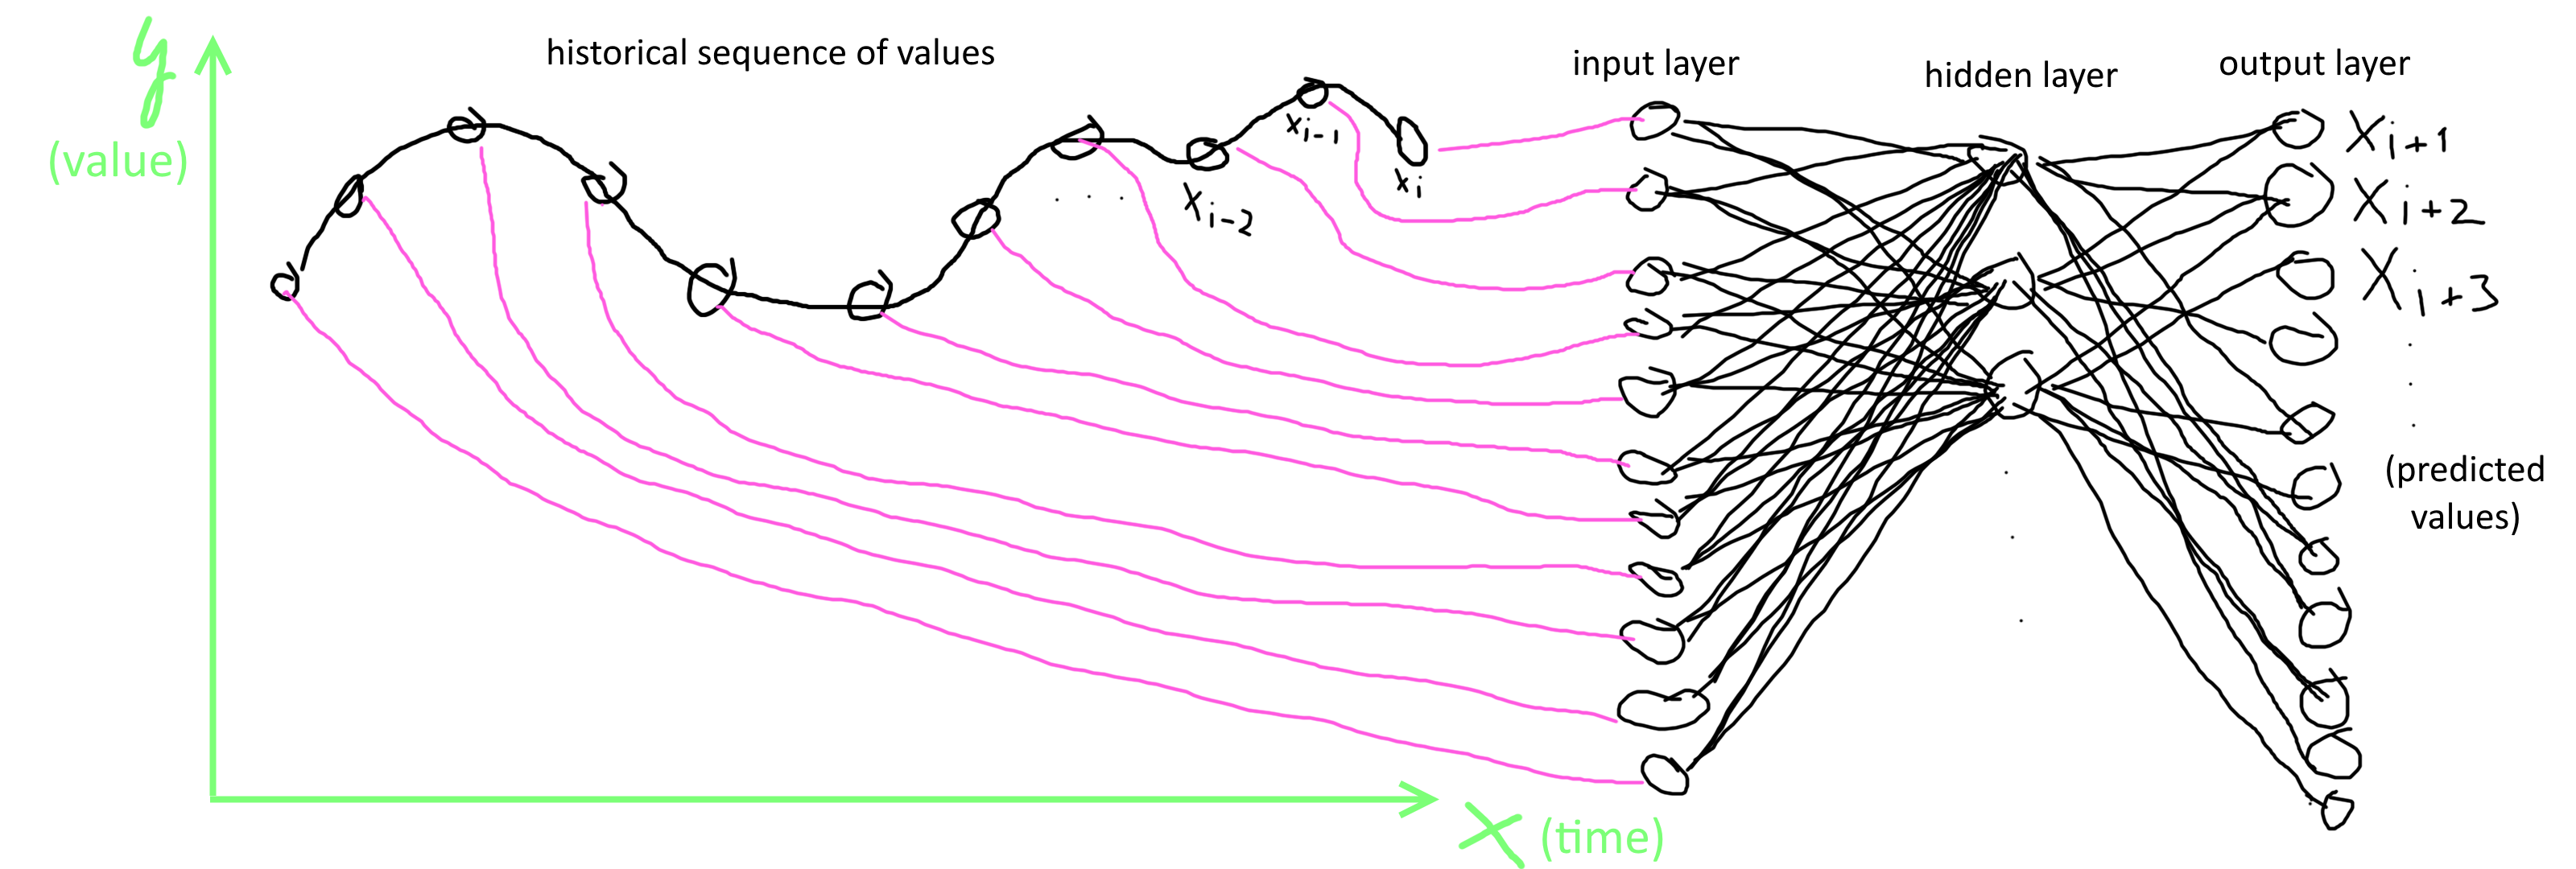 y
(value)
historical sequence of values
x_{i-2}
x_{i-1}
x_i
input layer
hidden layer
output layer
x_{i+1}
x_{i+2}
x_{i+3}
(predicted
values)
X (time)